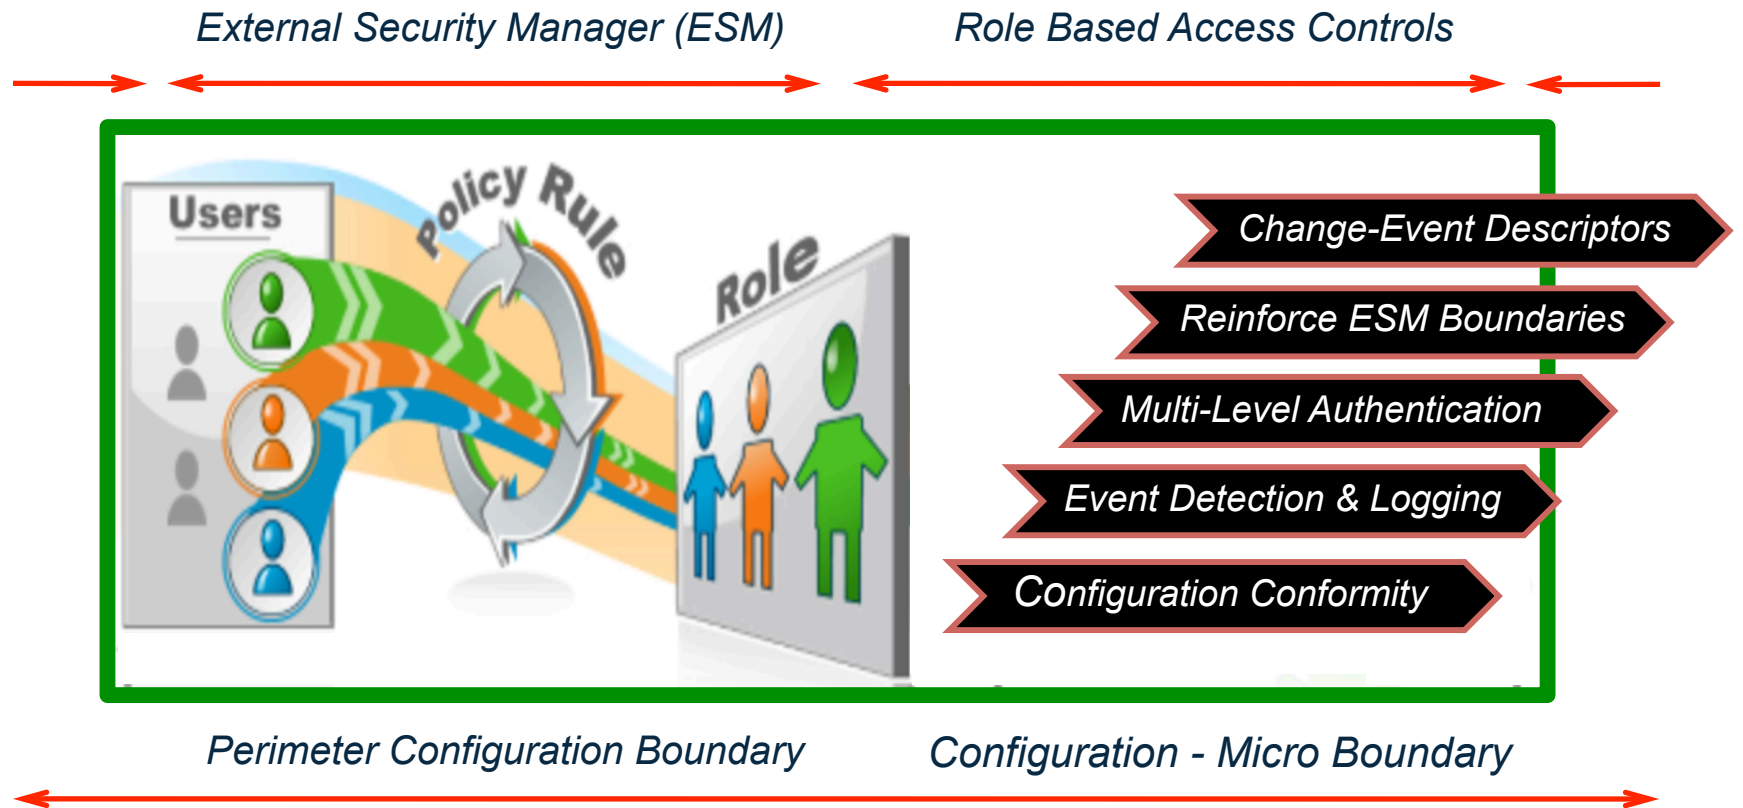 External Security Manager (ESM)
Role Based Access Controls
Users
Policy Rule
Role
Change-Event Descriptors
Reinforce ESM Boundaries
Multi-Level Authentication
Event Detection & Logging
Configuration Conformity
Perimeter Configuration Boundary
Configuration - Micro Boundary